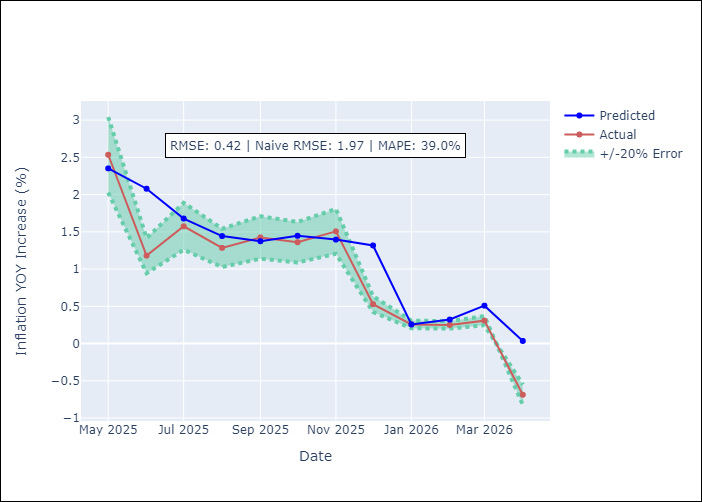 RMSE: 0.42 | Naive RMSE: 1.97 | MAPE: 39.0%
Predicted
Actual
+/-20% Error
Inflation YOY Increase (%)
3
2.5
2
1.5
1
0.5
0
−0.5
−1
May 2025 Jul 2025 Sep 2025 Nov 2025 Jan 2026 Mar 2026
Date